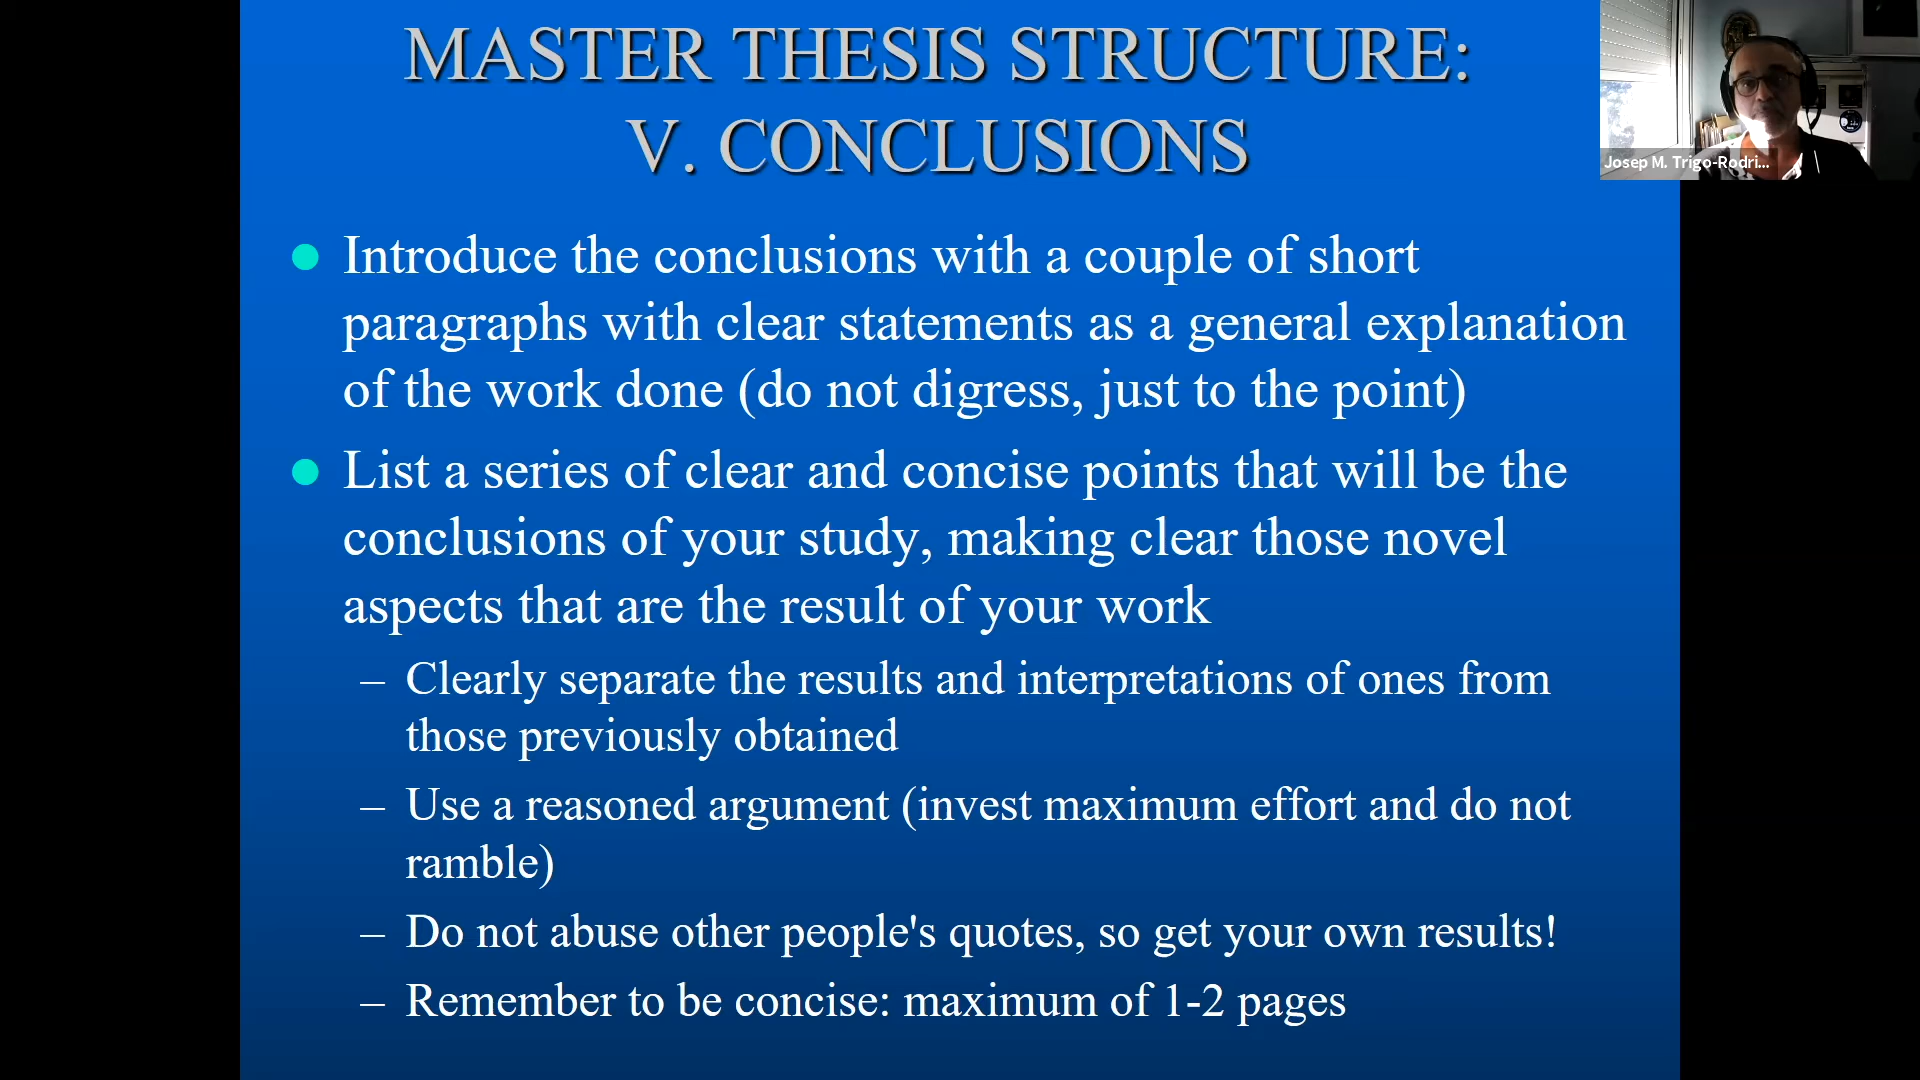 MASTER THESIS STRUCTURE:
V. CONCLUSIONS
Josep M. Trigo-Rodri...
● Introduce the conclusions with a couple of short
paragraphs with clear statements as a general explanation
of the work done (do not digress, just to the point)
● List a series of clear and concise points that will be the
conclusions of your study, making clear those novel
aspects that are the result of your work
– Clearly separate the results and interpretations of ones from
those previously obtained
– Use a reasoned argument (invest maximum effort and do not
ramble)
– Do not abuse other people's quotes, so get your own results!
– Remember to be concise: maximum of 1-2 pages